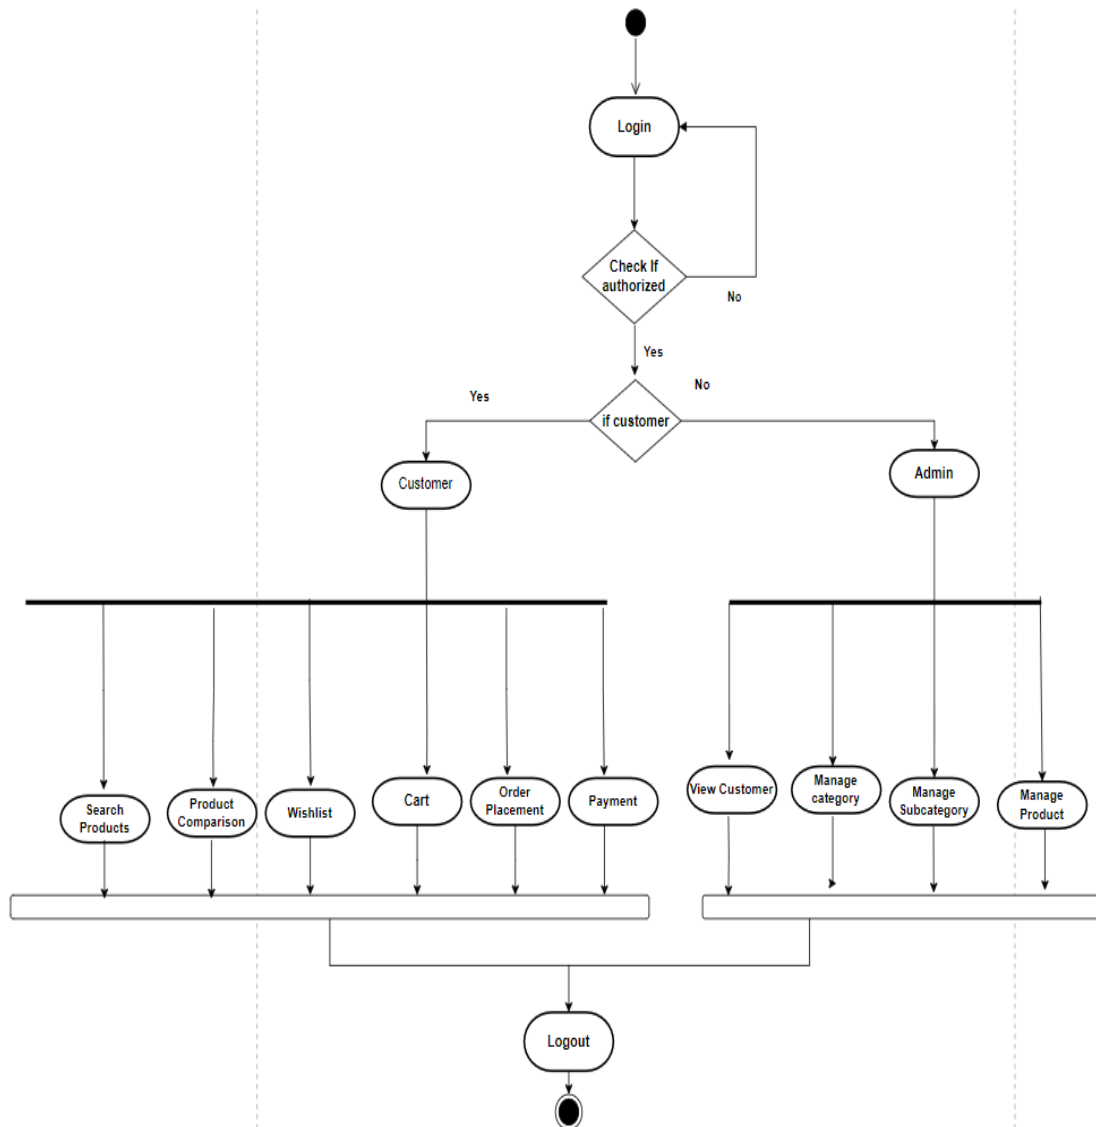 Login
Check If
authorized
No
Yes
Yes
No
if customer
Customer
Admin
Search
Products
Product
Comparison
Wishlist
Cart
Order
Placement
Payment
View Customer
Manage
category
Manage
Subcategory
Manage
Product
Logout